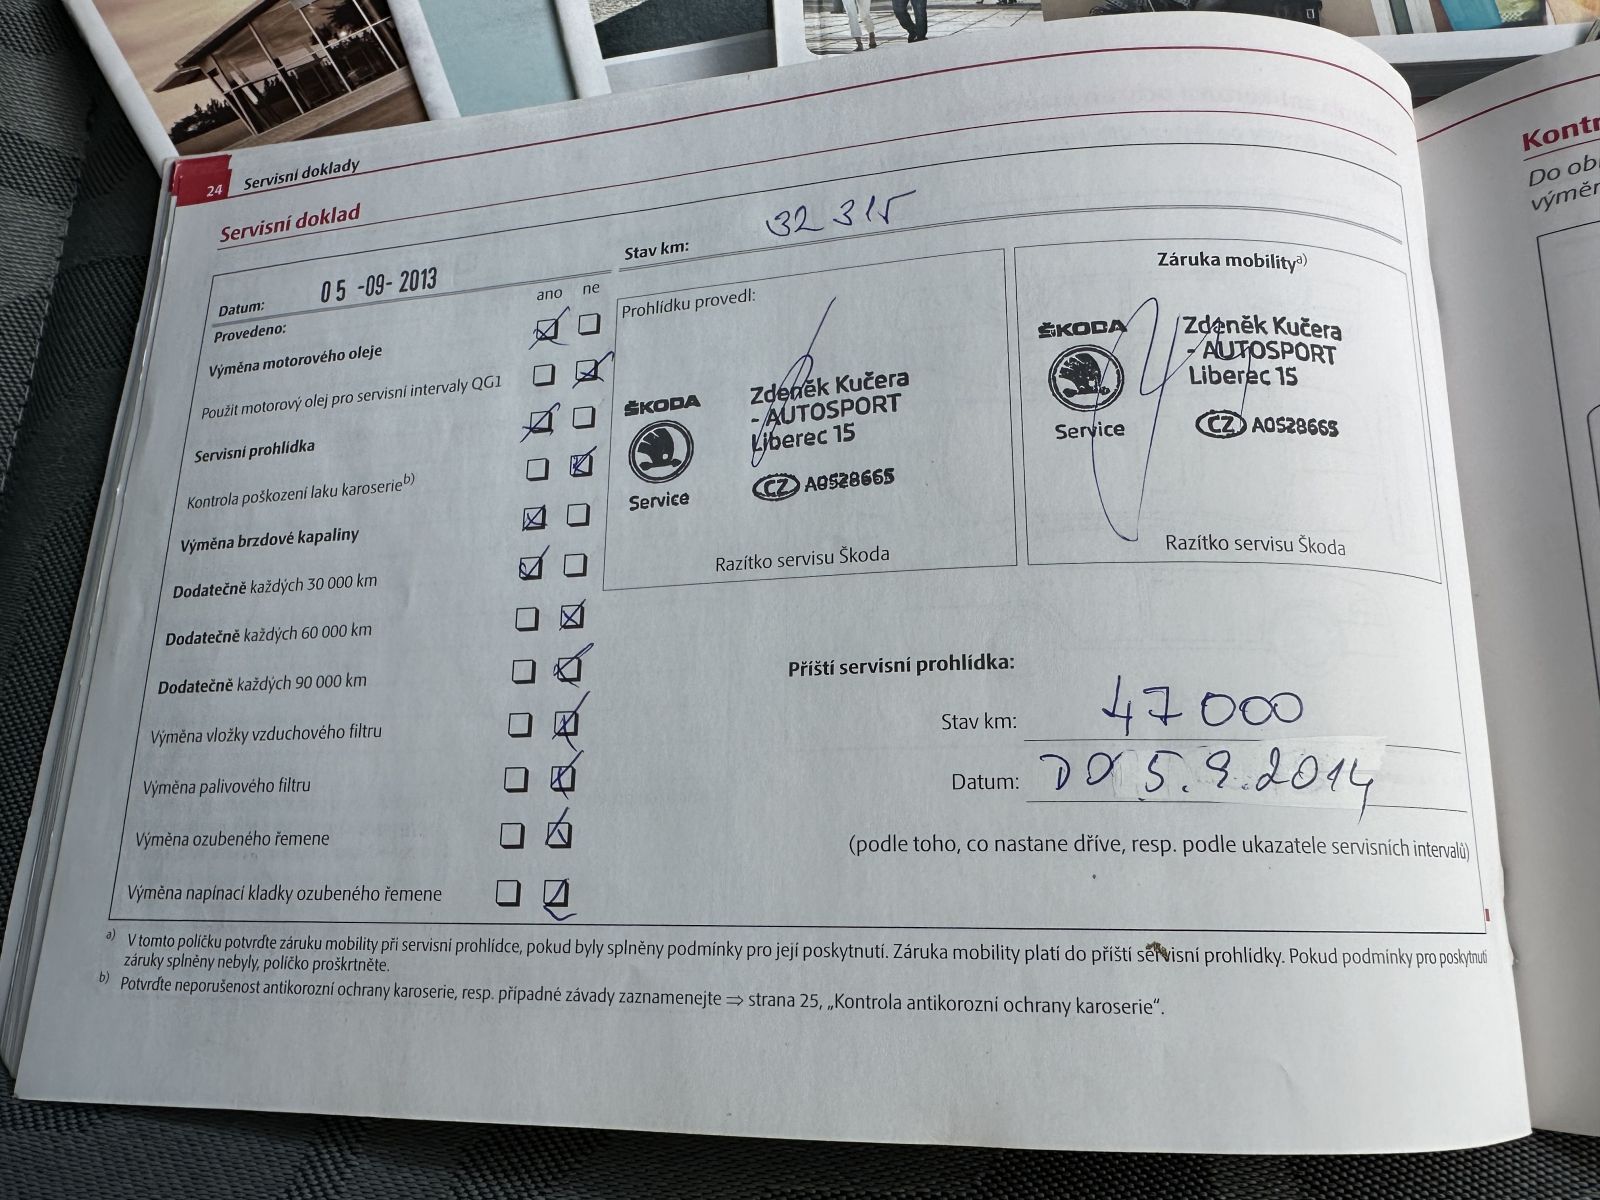 24 Servisní doklady
Servisní doklad
Datum: 05 -09- 2013
Stav km: 32 315
Provedeno: ano ne
Výměna motorového oleje
Použit motorový olej pro servisní intervaly QG1
Servisní prohlídka
Kontrola poškození laku karoserieb)
Výměna brzdové kapaliny
Dodatečně každých 30 000 km
Dodatečně každých 60 000 km
Dodatečně každých 90 000 km
Výměna vložky vzduchového filtru
Výměna palivového filtru
Výměna ozubeného řemene
Výměna napínací kladky ozubeného řemene
Prohlídku provedl:
ŠKODA
Service
Zdeněk Kučera
- AUTOSPORT
Liberec 15
CZ A0528665
Razítko servisu Škoda
Záruka mobilitya)
ŠKODA
Service
Zdeněk Kučera
- AUTOSPORT
Liberec 15
CZ A0528665
Razítko servisu Škoda
Příští servisní prohlídka:
Stav km: 47 000
Datum: DO 5.9.2014
(podle toho, co nastane dříve, resp. podle ukazatele servisních intervalů)
a) V tomto políčku potvrďte záruku mobility při servisní prohlídce, pokud byly splněny podmínky pro její poskytnutí. Záruka mobility platí do příští servisní prohlídky. Pokud podmínky pro poskytnutí
záruky splněny nebyly, políčko proškrtněte.
b) Potvrďte neporušenost antikorozní ochrany karoserie, resp. případné závady zaznamenejte ⇒ strana 25, „Kontrola antikorozní ochrany karoserie“.
Kontr
Do ob
výměn